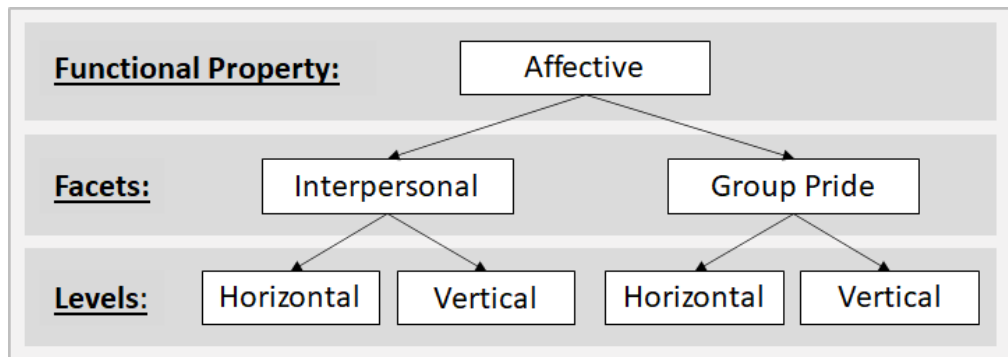 Functional Property: Affective
Facets: Interpersonal Group Pride
Levels: Horizontal Vertical Horizontal Vertical